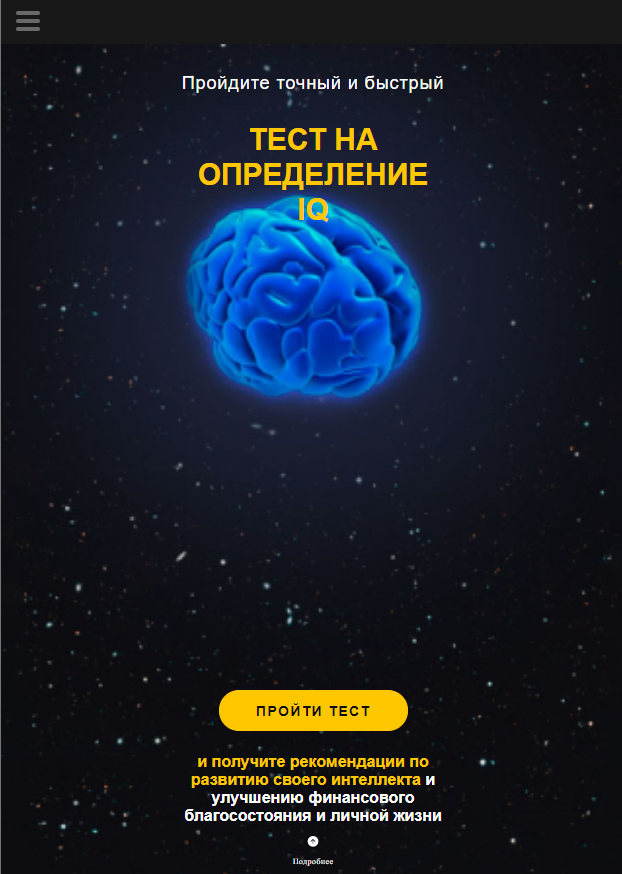 Пройдите точный и быстрый
ТЕСТ НА
ОПРЕДЕЛЕНИЕ
IQ
ПРОЙТИ ТЕСТ
и получите рекомендации по
развитию своего интеллекта и
улучшению финансового
благосостояния и личной жизни
Подробнее